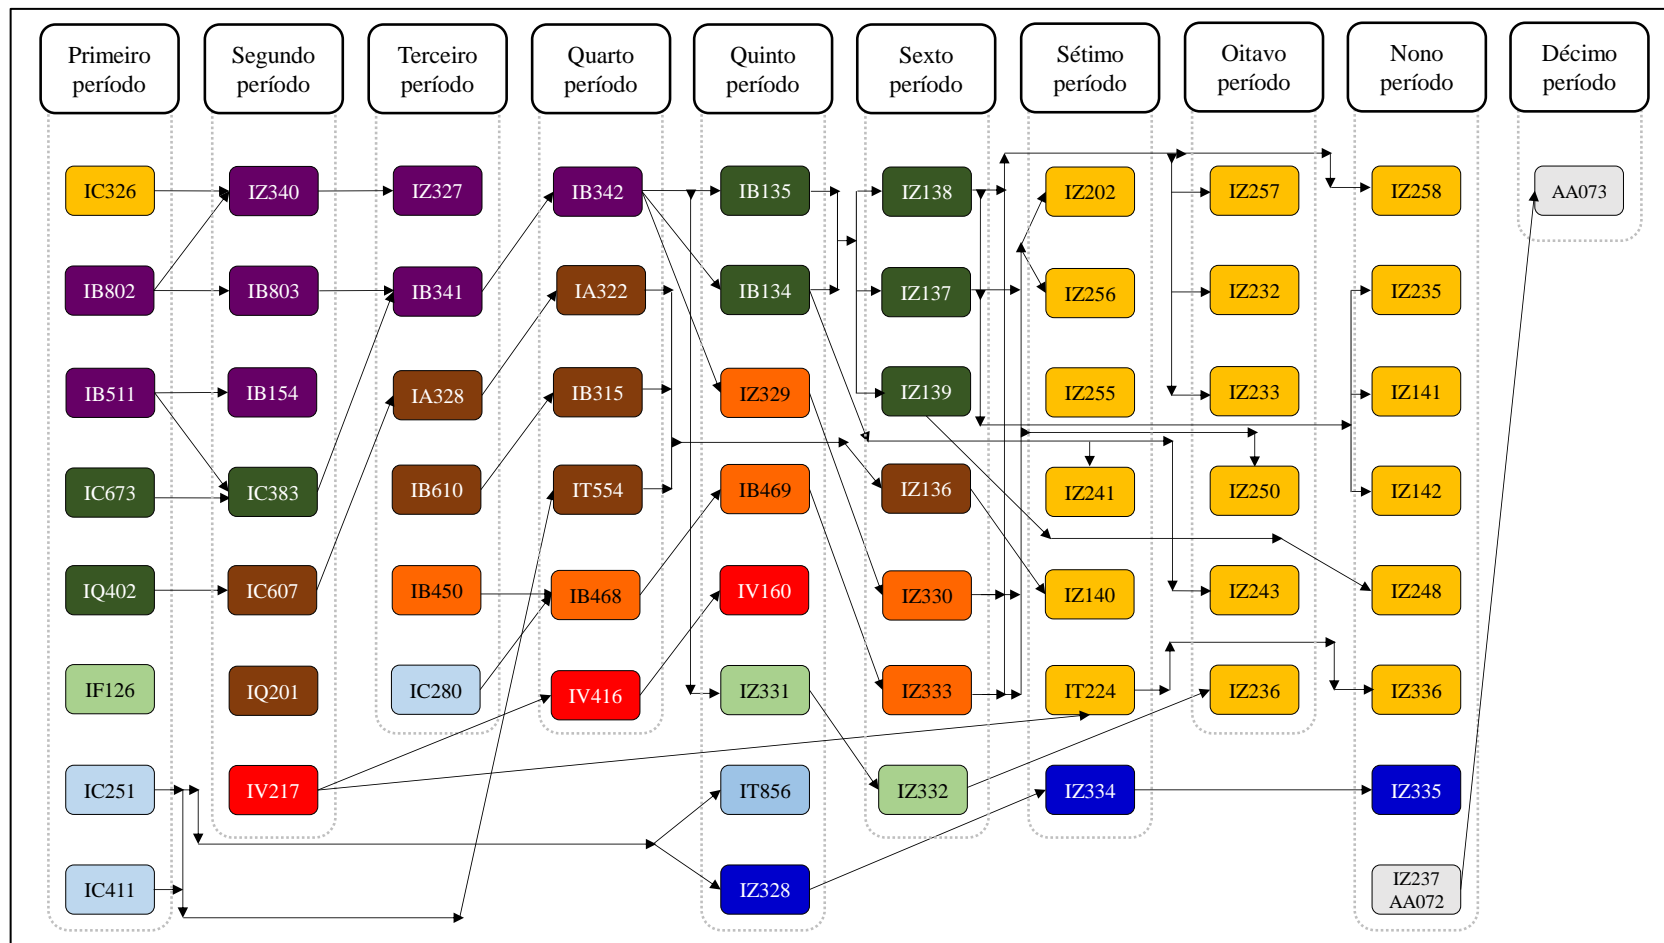 Primeiro
período
Segundo
período
Terceiro
período
Quarto
período
Quinto
período
Sexto
período
Sétimo
período
Oitavo
período
Nono
período
Décimo
período
IC326
IZ340
IZ327
IB342
IB135
IZ138
IZ202
IZ257
IZ258
AA073
IB802
IB803
IB341
IA322
IB134
IZ137
IZ256
IZ232
IZ235
IB511
IB154
IA328
IB315
IZ329
IZ139
IZ255
IZ233
IZ141
IC673
IC383
IB610
IT554
IB469
IZ136
IZ241
IZ250
IZ142
IQ402
IC607
IB450
IB468
IV160
IZ330
IZ140
IZ243
IZ248
IF126
IQ201
IC280
IV416
IZ331
IZ333
IT224
IZ236
IZ336
IC251
IV217
IT856
IZ332
IZ334
IZ335
IC411
IZ328
IZ237
AA072